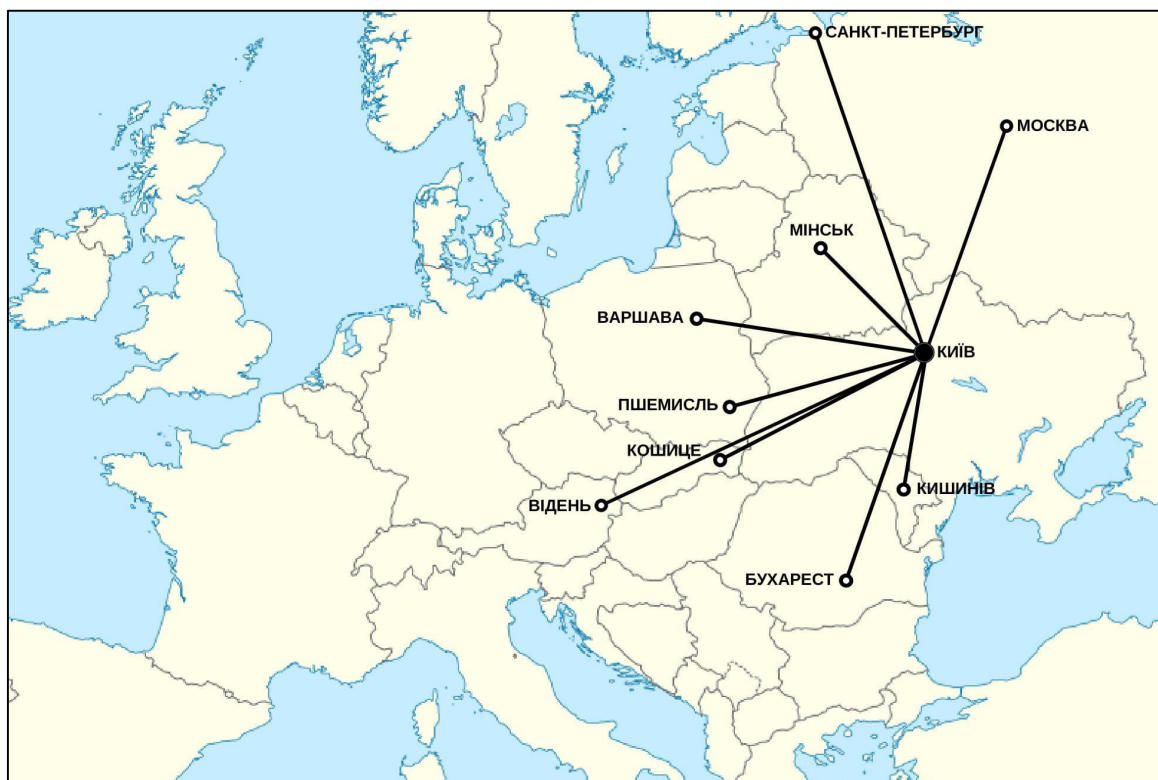 САНКТ-ПЕТЕРБУРГ
МОСКВА
МІНСЬК
ВАРШАВА
КИЇВ
ПШЕМИСЛЬ
КОШИЦЕ
КИШИНІВ
ВІДЕНЬ
БУХАРЕСТ